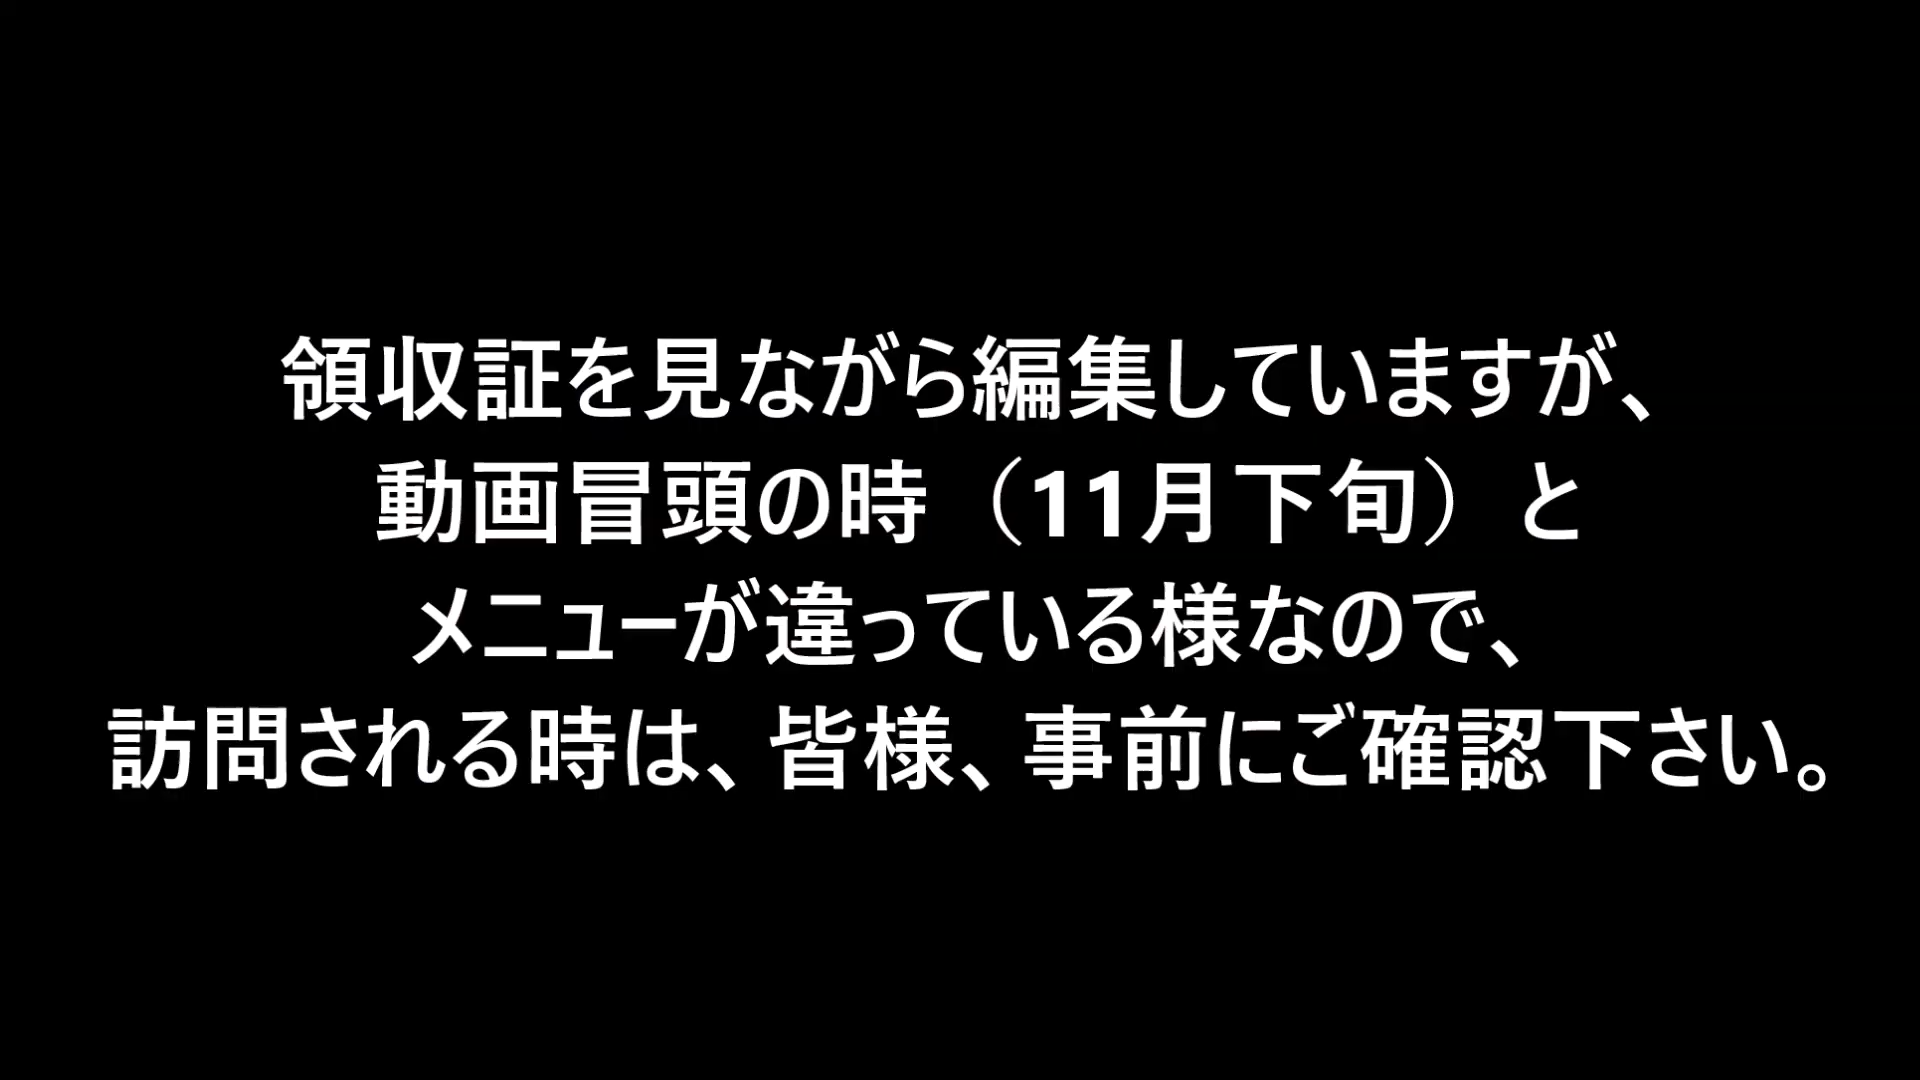 領収証を見ながら編集していますが、
動画冒頭の時（11月下旬）と
メニューが違っている様なので、
訪問される時は、皆様、事前にご確認下さい。